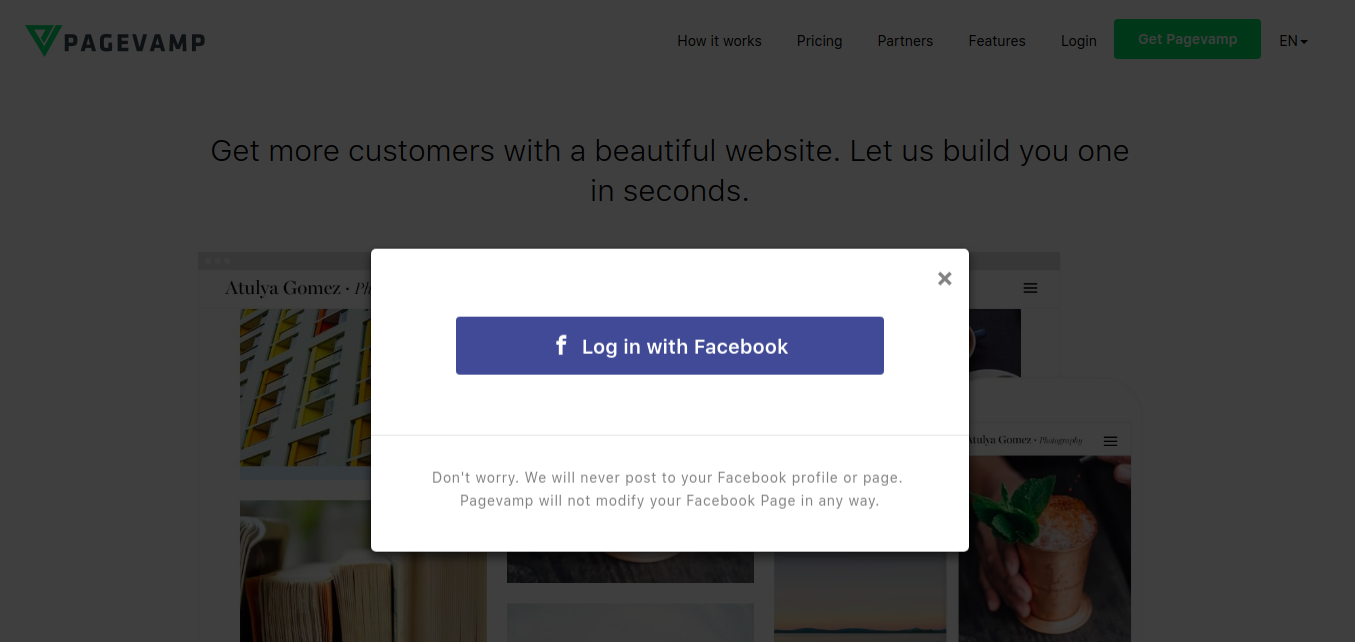 PAGEVAMP
How it works Pricing Partners Features Login Get Pagevamp EN
Get more customers with a beautiful website. Let us build you one
in seconds.
Atulya Gomez · Ph
Log in with Facebook
Atulya Gomez · Photography
Don't worry. We will never post to your Facebook profile or page.
Pagevamp will not modify your Facebook Page in any way.